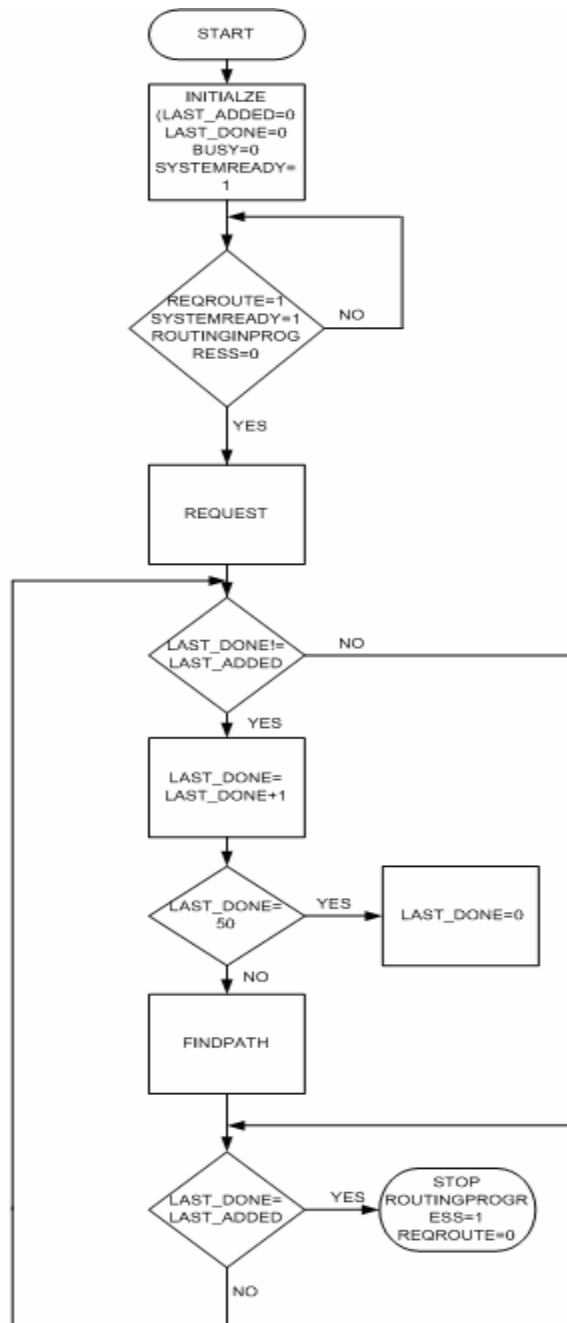 START
INITIALZE
(LAST_ADDED=0
LAST_DONE=0
BUSY=0
SYSTEMREADY=
1
REQROUTE=1
SYSTEMREADY=1
ROUTINGINPROG
RESS=0
NO
YES
REQUEST
LAST_DONE!=
LAST_ADDED
NO
YES
LAST_DONE=
LAST_DONE+1
LAST_DONE=
50
YES
LAST_DONE=0
NO
FINDPATH
LAST_DONE=
LAST_ADDED
YES
STOP
ROUTINGPROGR
ESS=1
REQROUTE=0
NO